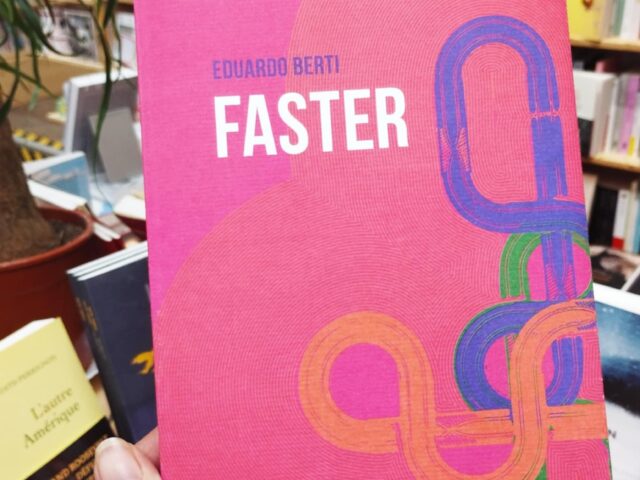 EDUARDO BERTI
FASTER
L'autre
Amérique